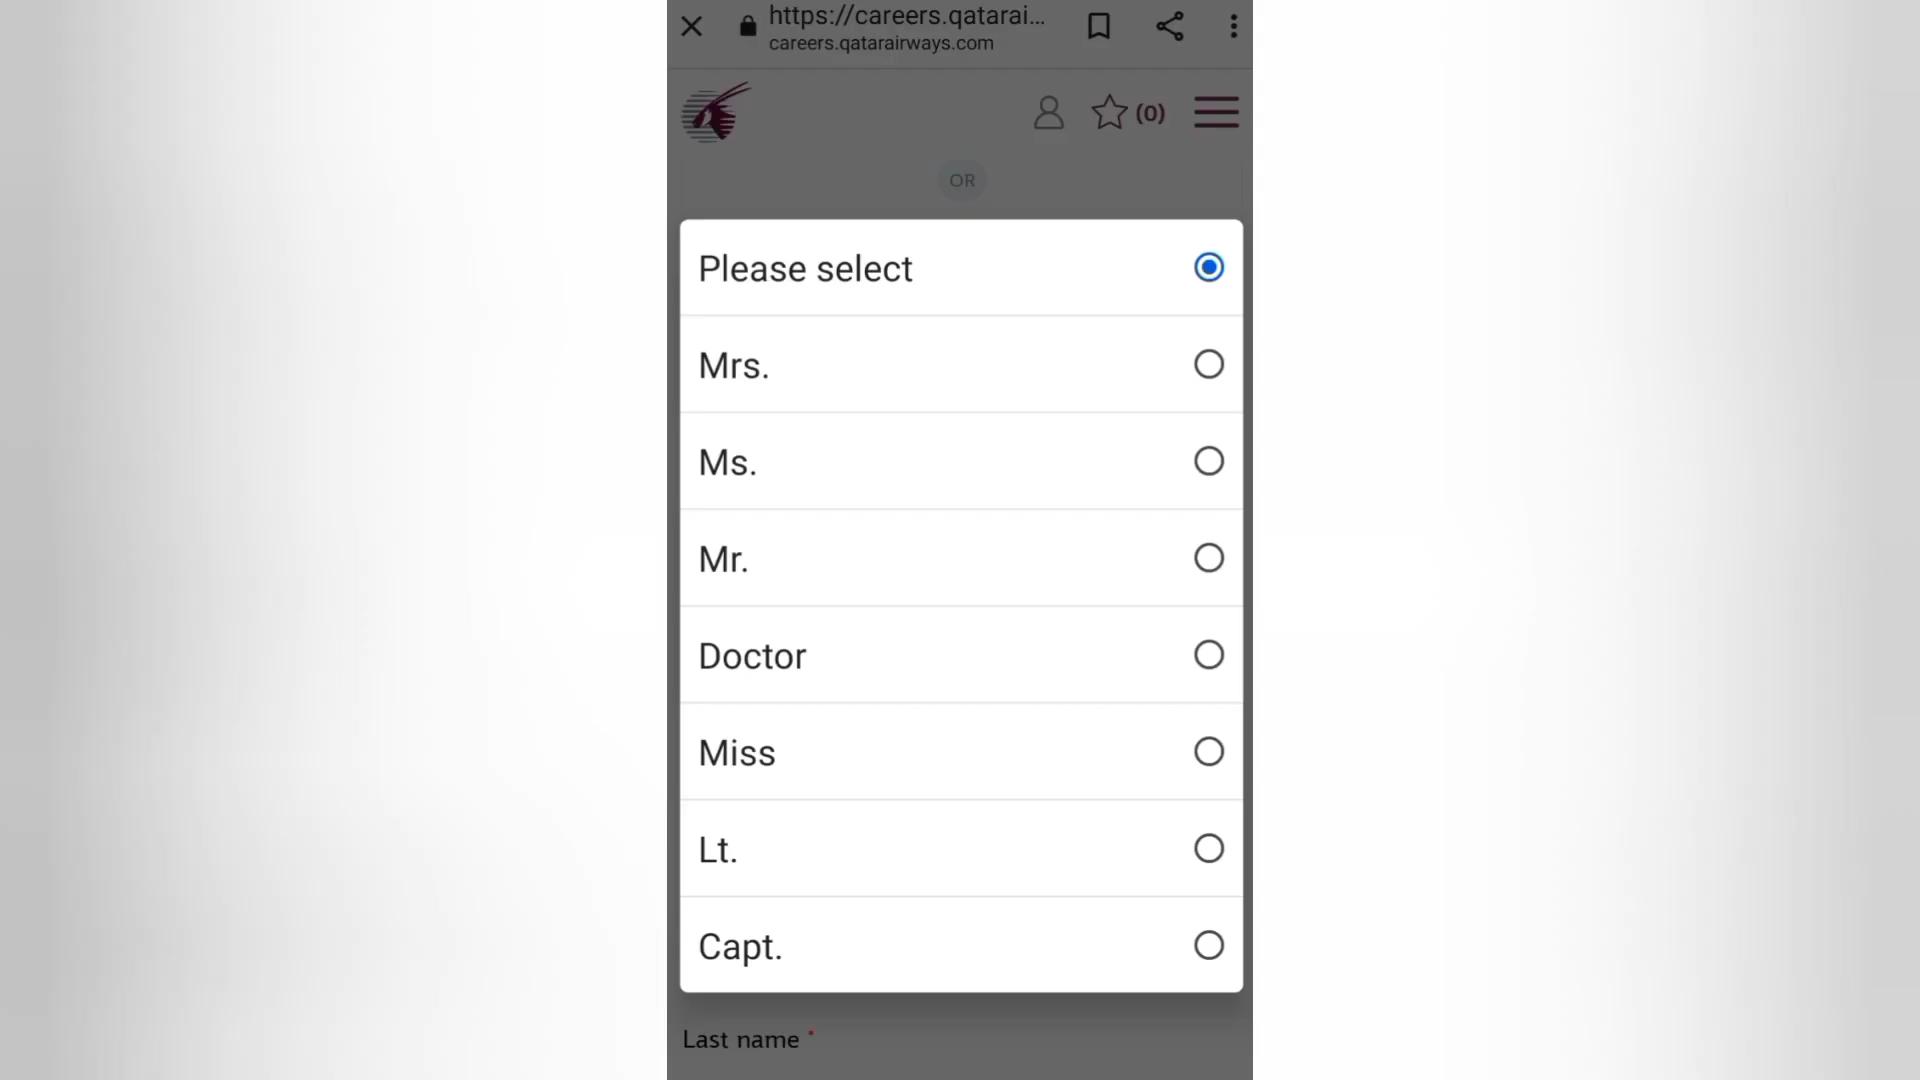 https://careers.qatarai...
careers.qatarairways.com
(0)
OR
Please select
Mrs.
Ms.
Mr.
Doctor
Miss
Lt.
Capt.
Last name *